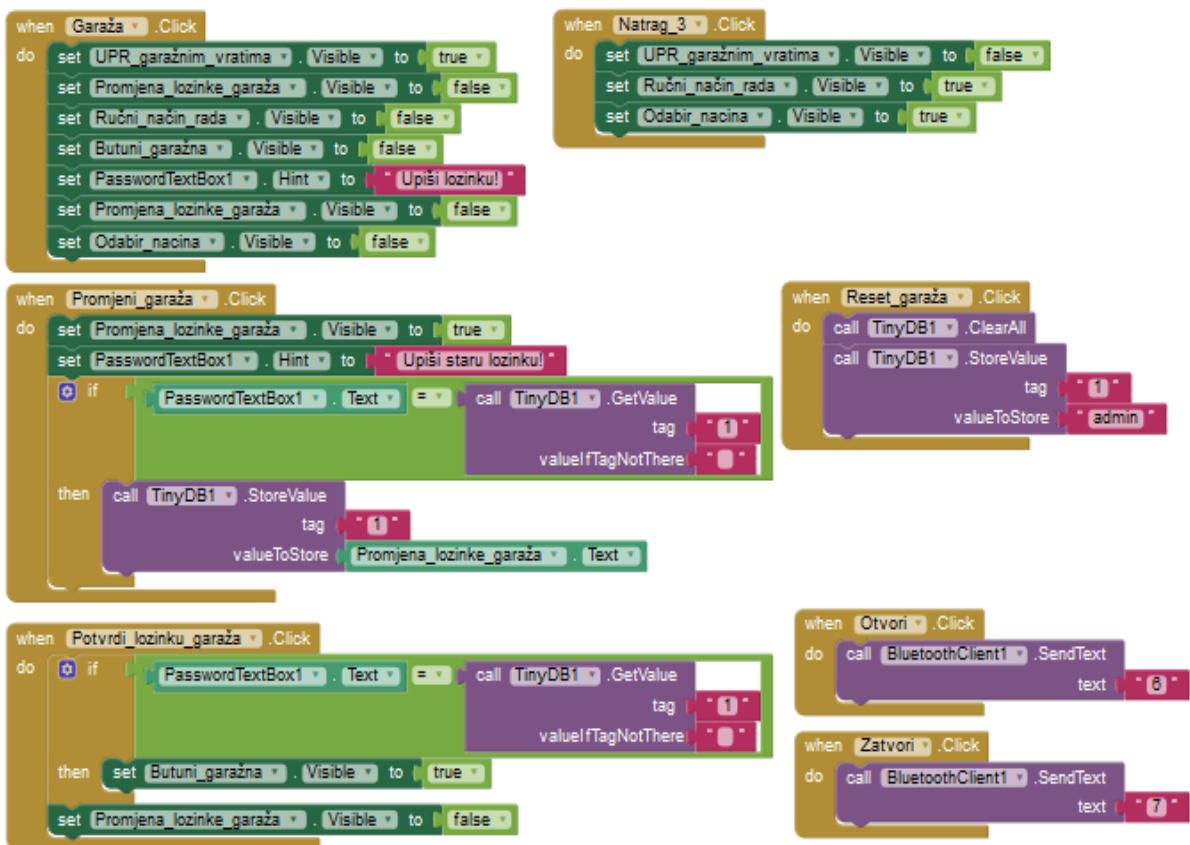 when Garaža .Click
do set UPR_garažnim_vratima . Visible to true
set Promjena_lozinke_garaža . Visible to false
set Ručni_način_rada . Visible to false
set Butuni_garažna . Visible to false
set PasswordTextBox1 . Hint to " Upiši lozinku! "
set Promjena_lozinke_garaža . Visible to false
set Odabir_nacina . Visible to false
when Natrag_3 .Click
do set UPR_garažnim_vratima . Visible to false
set Ručni_način_rada . Visible to true
set Odabir_nacina . Visible to true
when Promjeni_garaža .Click
do set Promjena_lozinke_garaža . Visible to true
set PasswordTextBox1 . Hint to " Upiši staru lozinku! "
if PasswordTextBox1 . Text = call TinyDB1 .GetValue
tag " 1 "
valueIfTagNotThere " "
then call TinyDB1 .StoreValue
tag " 1 "
valueToStore Promjena_lozinke_garaža . Text
when Reset_garaža .Click
do call TinyDB1 .ClearAll
call TinyDB1 .StoreValue
tag " 1 "
valueToStore " admin "
when Potvrdi_lozinku_garaža .Click
do if PasswordTextBox1 . Text = call TinyDB1 .GetValue
tag " 1 "
valueIfTagNotThere " "
then set Butuni_garažna . Visible to true
set Promjena_lozinke_garaža . Visible to false
when Otvori .Click
do call BluetoothClient1 .SendText
text " 6 "
when Zatvori .Click
do call BluetoothClient1 .SendText
text " 7 "